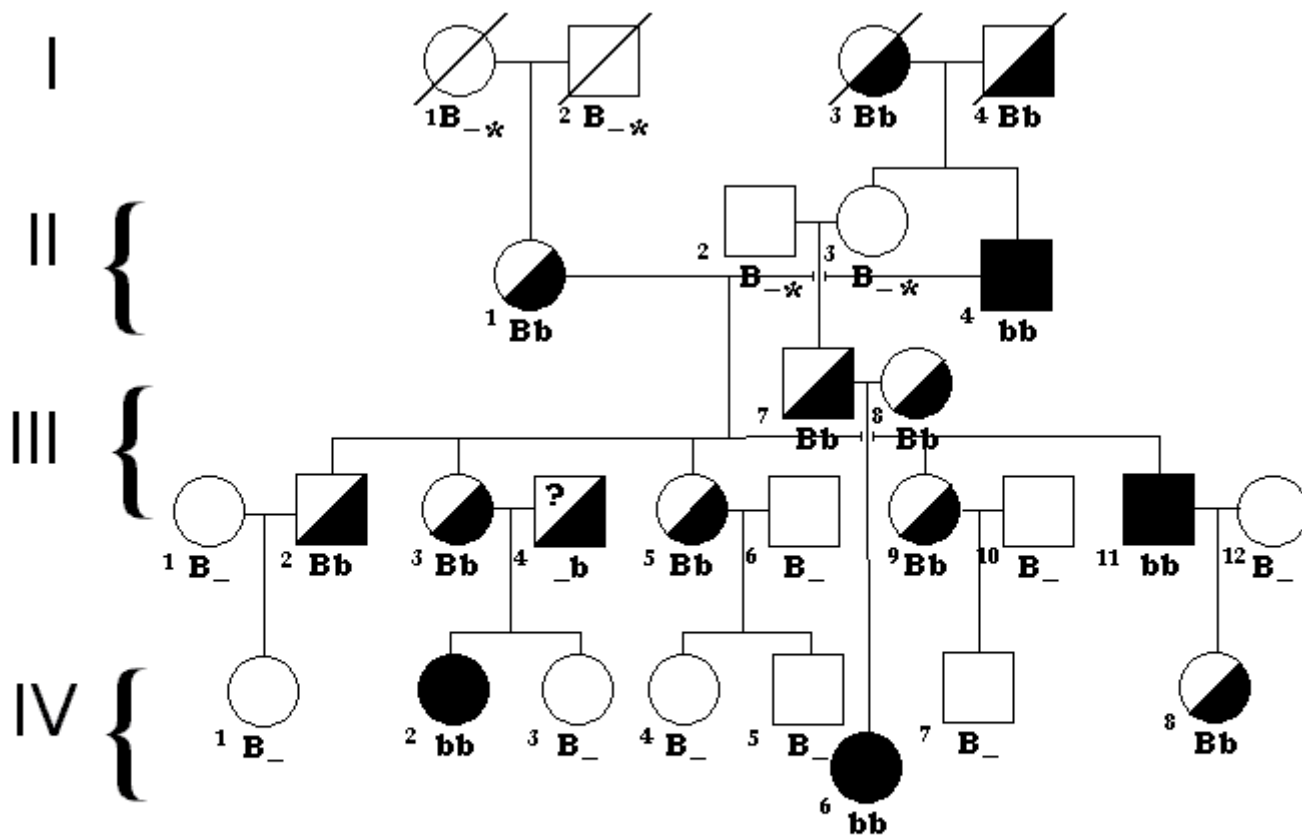 I
1 B_* 2 B_* 3 Bb 4 Bb
II {
2 B_* 3 B_*
1 Bb 4 bb
III {
7 Bb 8 Bb
?
1 B_ 2 Bb 3 Bb 4 _b 5 Bb 6 B_ 9 Bb 10 B_ 11 bb 12 B_
IV {
1 B_ 2 bb 3 B_ 4 B_ 5 B_ 7 B_ 8 Bb
6 bb